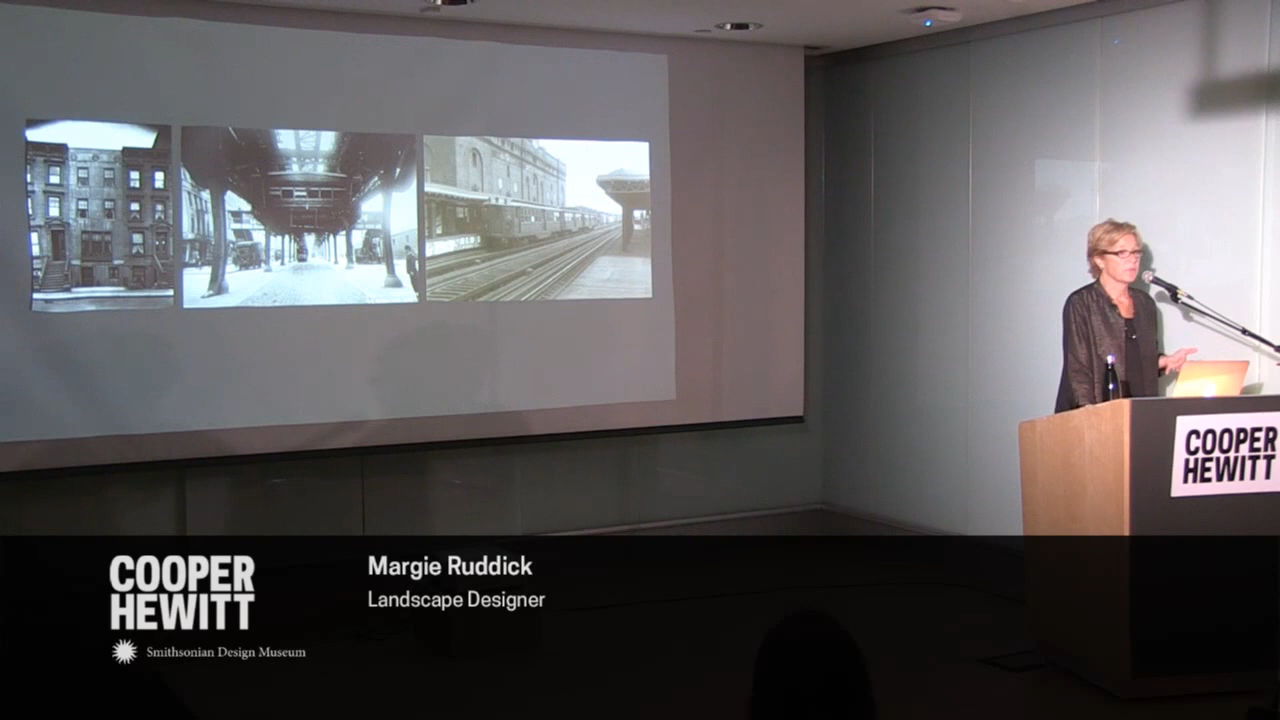 COOPER
HEWITT
COOPER
HEWITT
Smithsonian Design Museum
Margie Ruddick
Landscape Designer